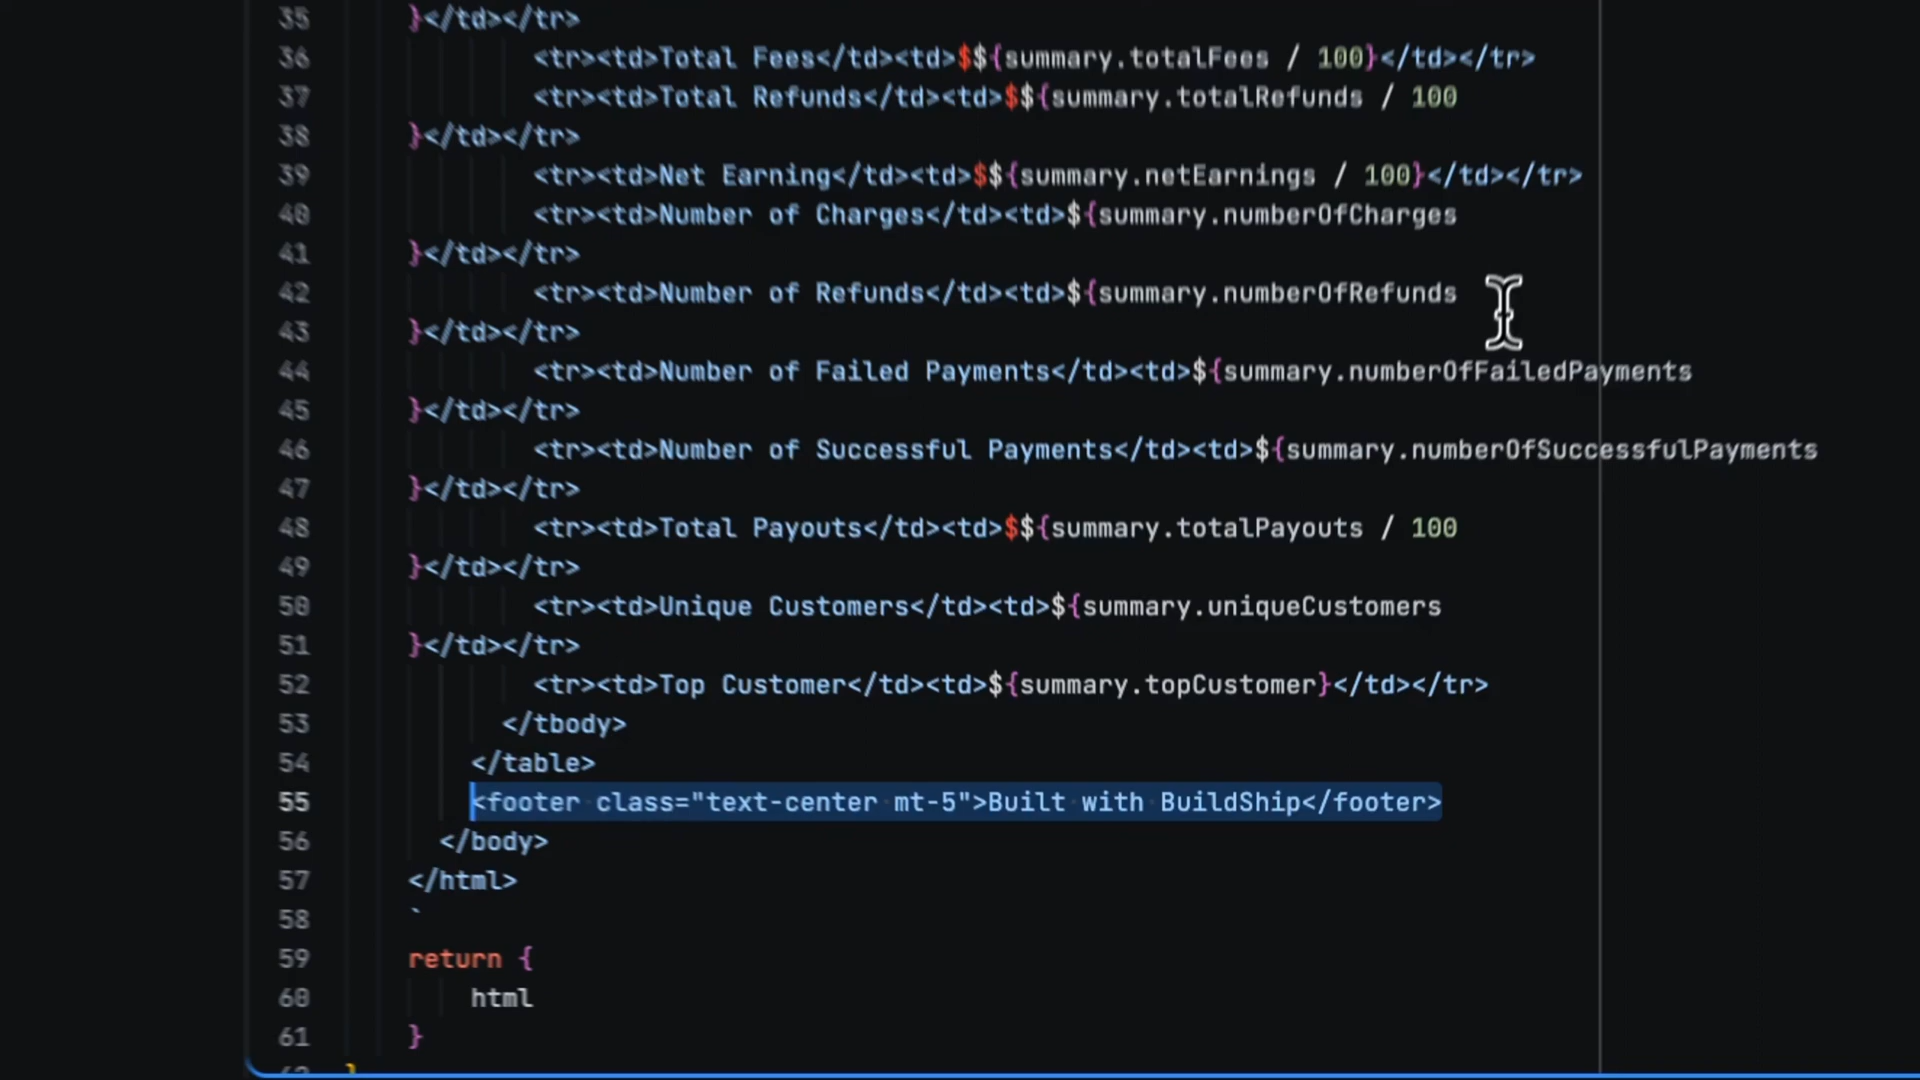 35 }</td></tr>
36 <tr><td>Total Fees</td><td>$${summary.totalFees / 100}</td></tr>
37 <tr><td>Total Refunds</td><td>$${summary.totalRefunds / 100
38 }</td></tr>
39 <tr><td>Net Earning</td><td>$${summary.netEarnings / 100}</td></tr>
40 <tr><td>Number of Charges</td><td>${summary.numberOfCharges
41 }</td></tr>
42 <tr><td>Number of Refunds</td><td>${summary.numberOfRefunds
43 }</td></tr>
44 <tr><td>Number of Failed Payments</td><td>${summary.numberOfFailedPayments
45 }</td></tr>
46 <tr><td>Number of Successful Payments</td><td>${summary.numberOfSuccessfulPayments
47 }</td></tr>
48 <tr><td>Total Payouts</td><td>$${summary.totalPayouts / 100
49 }</td></tr>
50 <tr><td>Unique Customers</td><td>${summary.uniqueCustomers
51 }</td></tr>
52 <tr><td>Top Customer</td><td>${summary.topCustomer}</td></tr>
53 </tbody>
54 </table>
55 <footer class="text-center mt-5">Built with BuildShip</footer>
56 </body>
57 </html>
58 `
59 return {
60 html
61 }